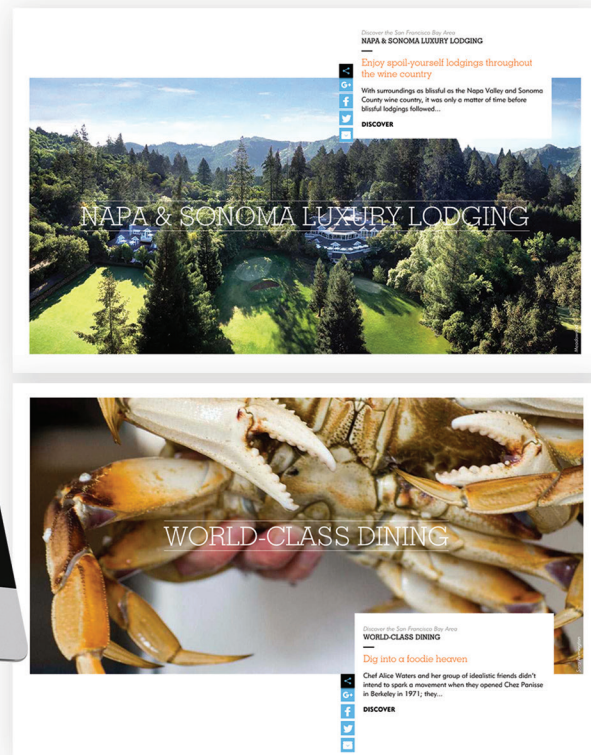 Discover the San Francisco Bay Area
NAPA & SONOMA LUXURY LODGING
Enjoy spoil-yourself lodgings throughout
the wine country
With surroundings as blissful as the Napa Valley and Sonoma
County wine country, it was only a matter of time before
blissful lodgings followed...
DISCOVER
G+
NAPA & SONOMA LUXURY LODGING
WORLD-CLASS DINING
Discover the San Francisco Bay Area
WORLD-CLASS DINING
Dig into a foodie heaven
Chef Alice Waters and her group of idealistic friends didn't
intend to spark a movement when they opened Chez Panisse
in Berkeley in 1971; they...
DISCOVER
G+